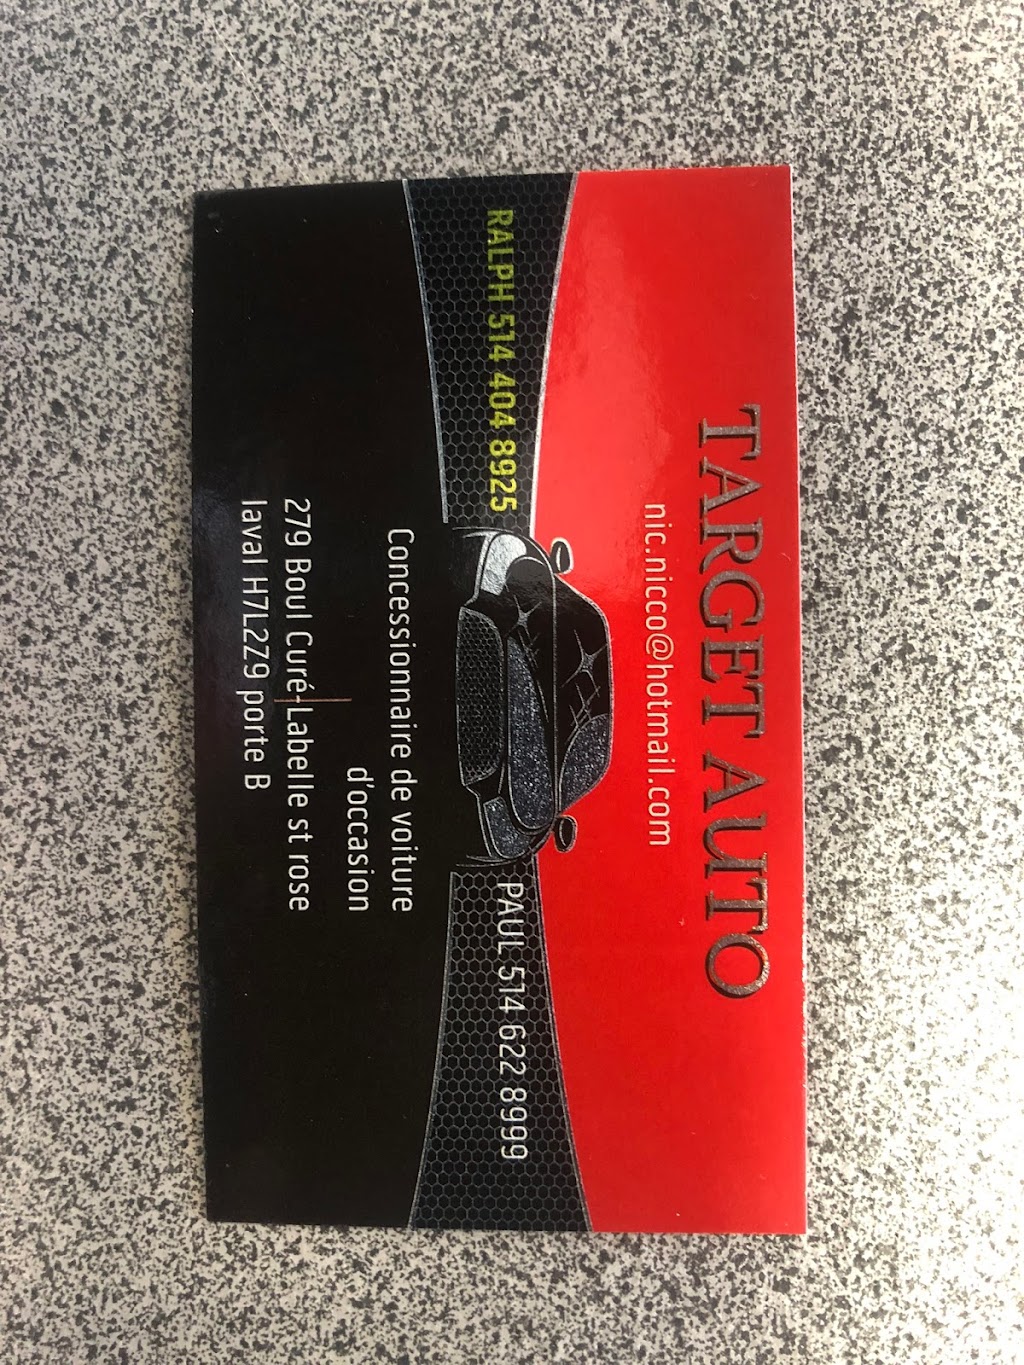 TARGET AUTO
nic.nicco@hotmail.com
RALPH 514 404 8925
PAUL 514 622 8999
Concessionnaire de voiture
d'occasion
279 Boul Curé-Labelle st rose
laval H7L2Z9 porte B